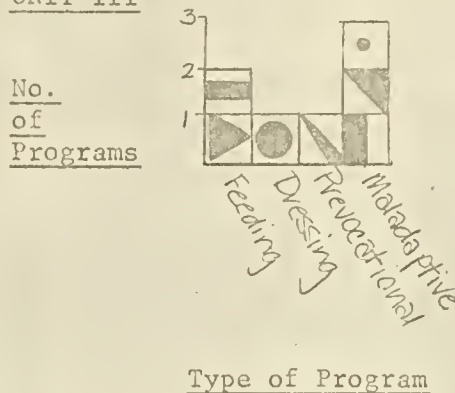 UNIT III
3
2
1
No.
of
Programs
Feeding
Dressing
Prevocational
Maladaptive
Type of Program